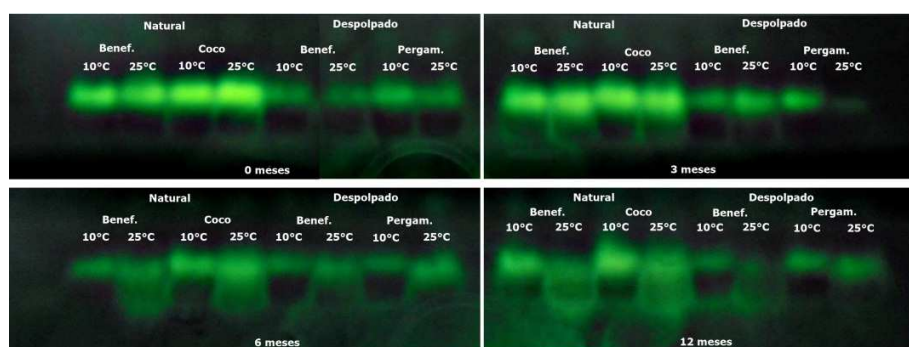 Natural Despolpado
Benef. Coco Benef. Pergam.
10°C 25°C 10°C 25°C 10°C 25°C 10°C 25°C
0 meses
Natural Despolpado
Benef. Coco Benef. Pergam.
10°C 25°C 10°C 25°C 10°C 25°C 10°C 25°C
3 meses
Natural Despolpado
Benef. Coco Benef. Pergam.
10°C 25°C 10°C 25°C 10°C 25°C 10°C 25°C
6 meses
Natural Despolpado
Benef. Coco Benef. Pergam.
10°C 25°C 10°C 25°C 10°C 25°C 10°C 25°C
12 meses